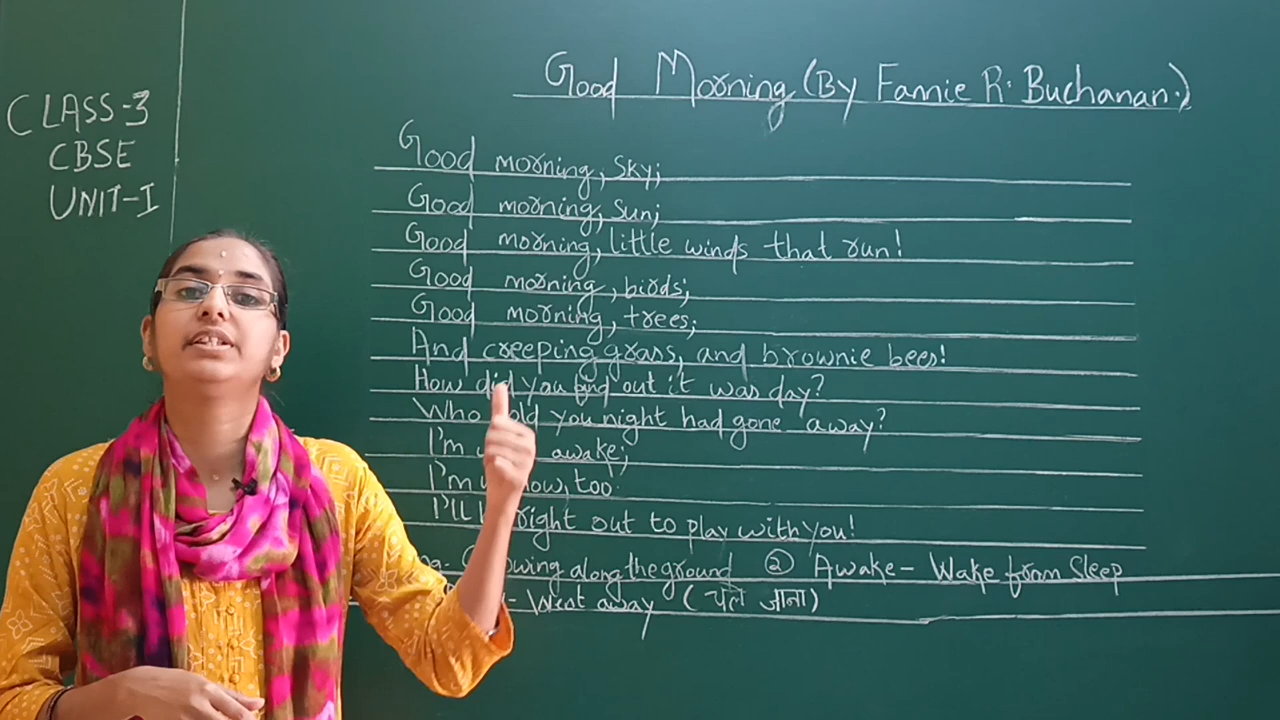 CLASS-3
CBSE
UNIT-I
Good Morning (By Fannie R. Buchanan.)
Good morning, Sky;
Good morning, Sun;
Good morning, little winds that run!
Good morning, birds;
Good morning, trees;
And creeping grass, and brownie bees!
How did you find out it was day?
Who told you night had gone away?
I'm awake;
I'm now, too.
I'll right out to play with you!
Growing along the ground ② Awake- Wake from Sleep
- Went away (चले जाना)